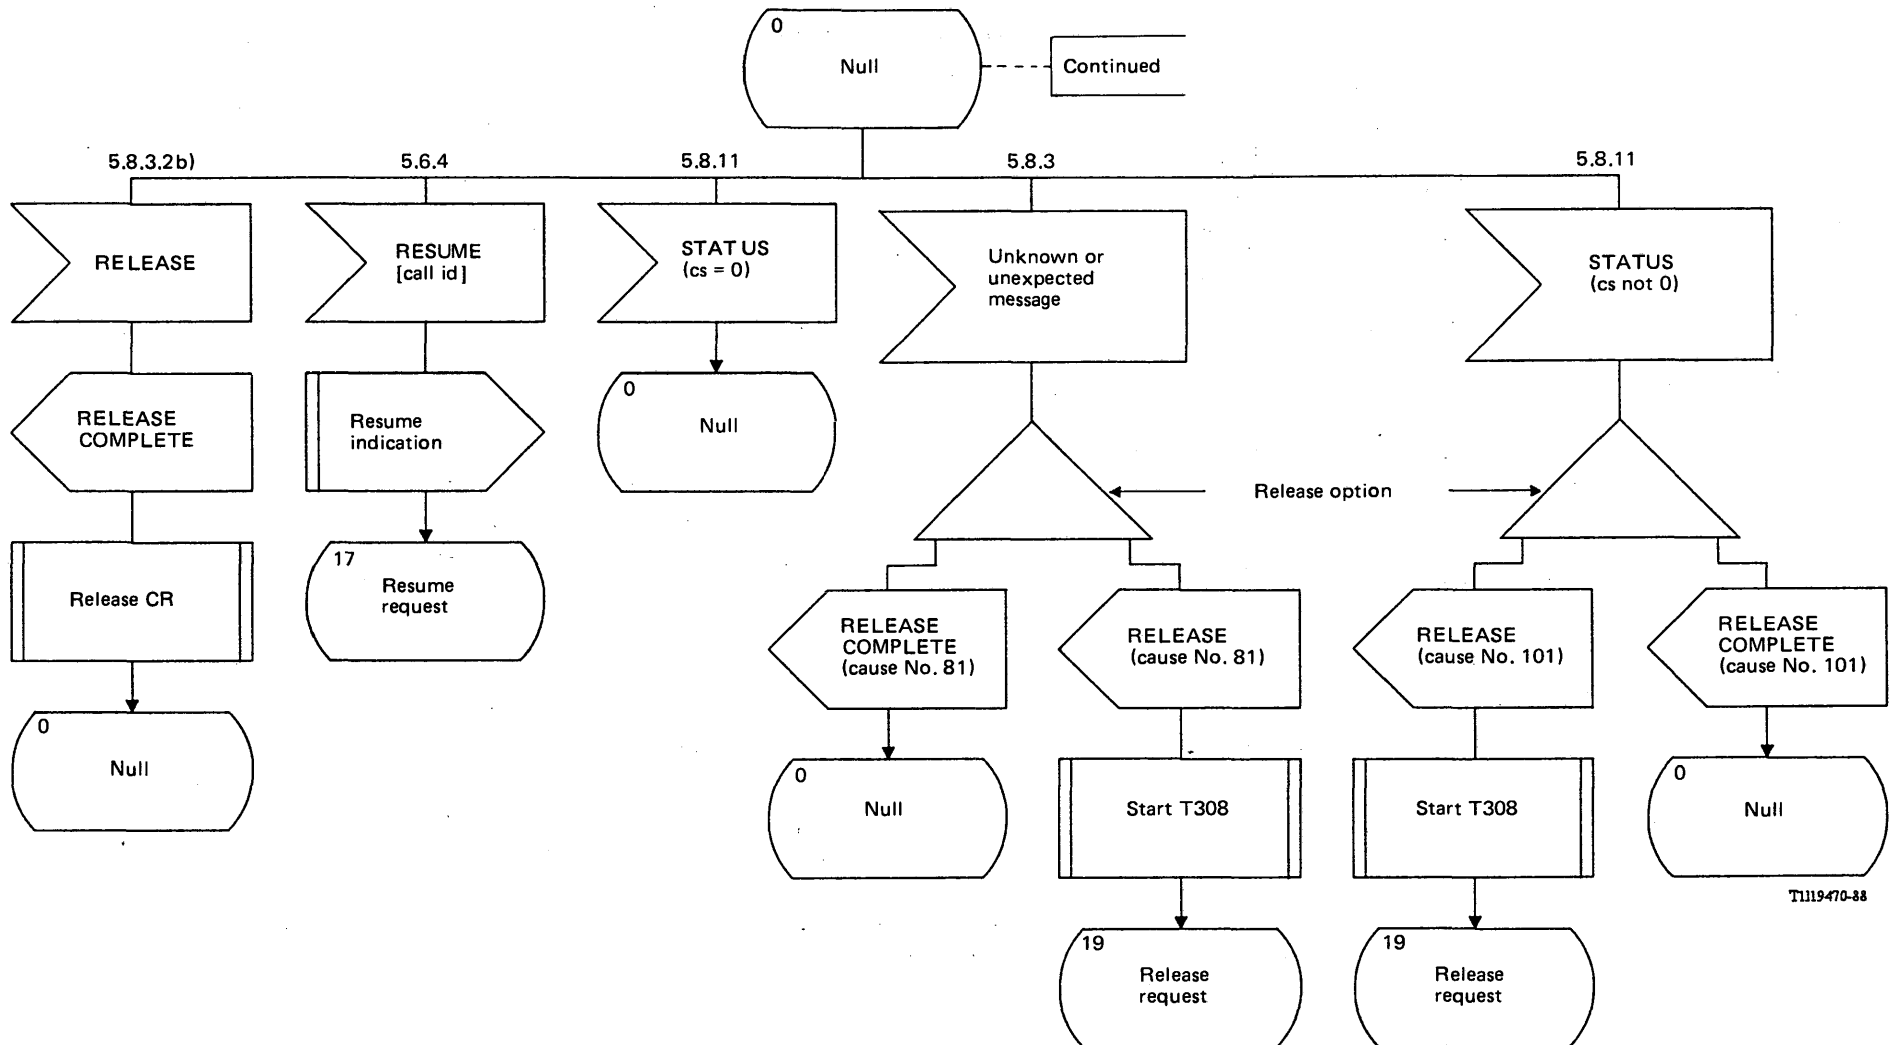 0
Null
Continued
5.8.3.2b)
5.6.4
5.8.11
5.8.3
5.8.11
RELEASE
RESUME
[call id]
STATUS
(cs = 0)
Unknown or
unexpected
message
STATUS
(cs not 0)
RELEASE
COMPLETE
Resume
indication
0
Null
Release option
Release CR
17
Resume
request
RELEASE
COMPLETE
(cause No. 81)
RELEASE
(cause No. 81)
RELEASE
(cause No. 101)
RELEASE
COMPLETE
(cause No. 101)
0
Null
0
Null
Start T308
Start T308
0
Null
T1119470-88
19
Release
request
19
Release
request